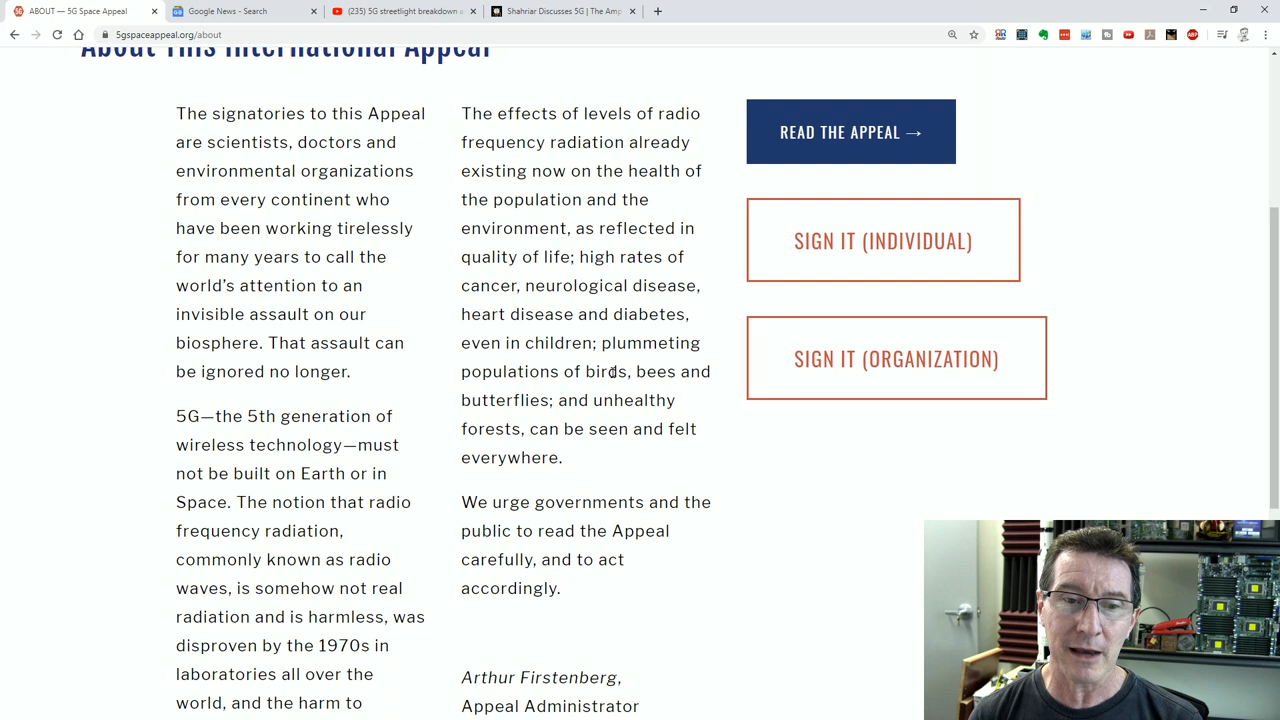 ABOUT — 5G Space Appeal
Google News - Search
(235) 5G streetlight breakdown a
Shahriar Discusses 5G | The Amp
5gspaceappeal.org/about
About This International Appeal
The signatories to this Appeal
are scientists, doctors and
environmental organizations
from every continent who
have been working tirelessly
for many years to call the
world's attention to an
invisible assault on our
biosphere. That assault can
be ignored no longer.
5G—the 5th generation of
wireless technology—must
not be built on Earth or in
Space. The notion that radio
frequency radiation,
commonly known as radio
waves, is somehow not real
radiation and is harmless, was
disproven by the 1970s in
laboratories all over the
world, and the harm to
The effects of levels of radio
frequency radiation already
existing now on the health of
the population and the
environment, as reflected in
quality of life; high rates of
cancer, neurological disease,
heart disease and diabetes,
even in children; plummeting
populations of birds, bees and
butterflies; and unhealthy
forests, can be seen and felt
everywhere.
We urge governments and the
public to read the Appeal
carefully, and to act
accordingly.
Arthur Firstenberg,
Appeal Administrator
READ THE APPEAL →
SIGN IT (INDIVIDUAL)
SIGN IT (ORGANIZATION)